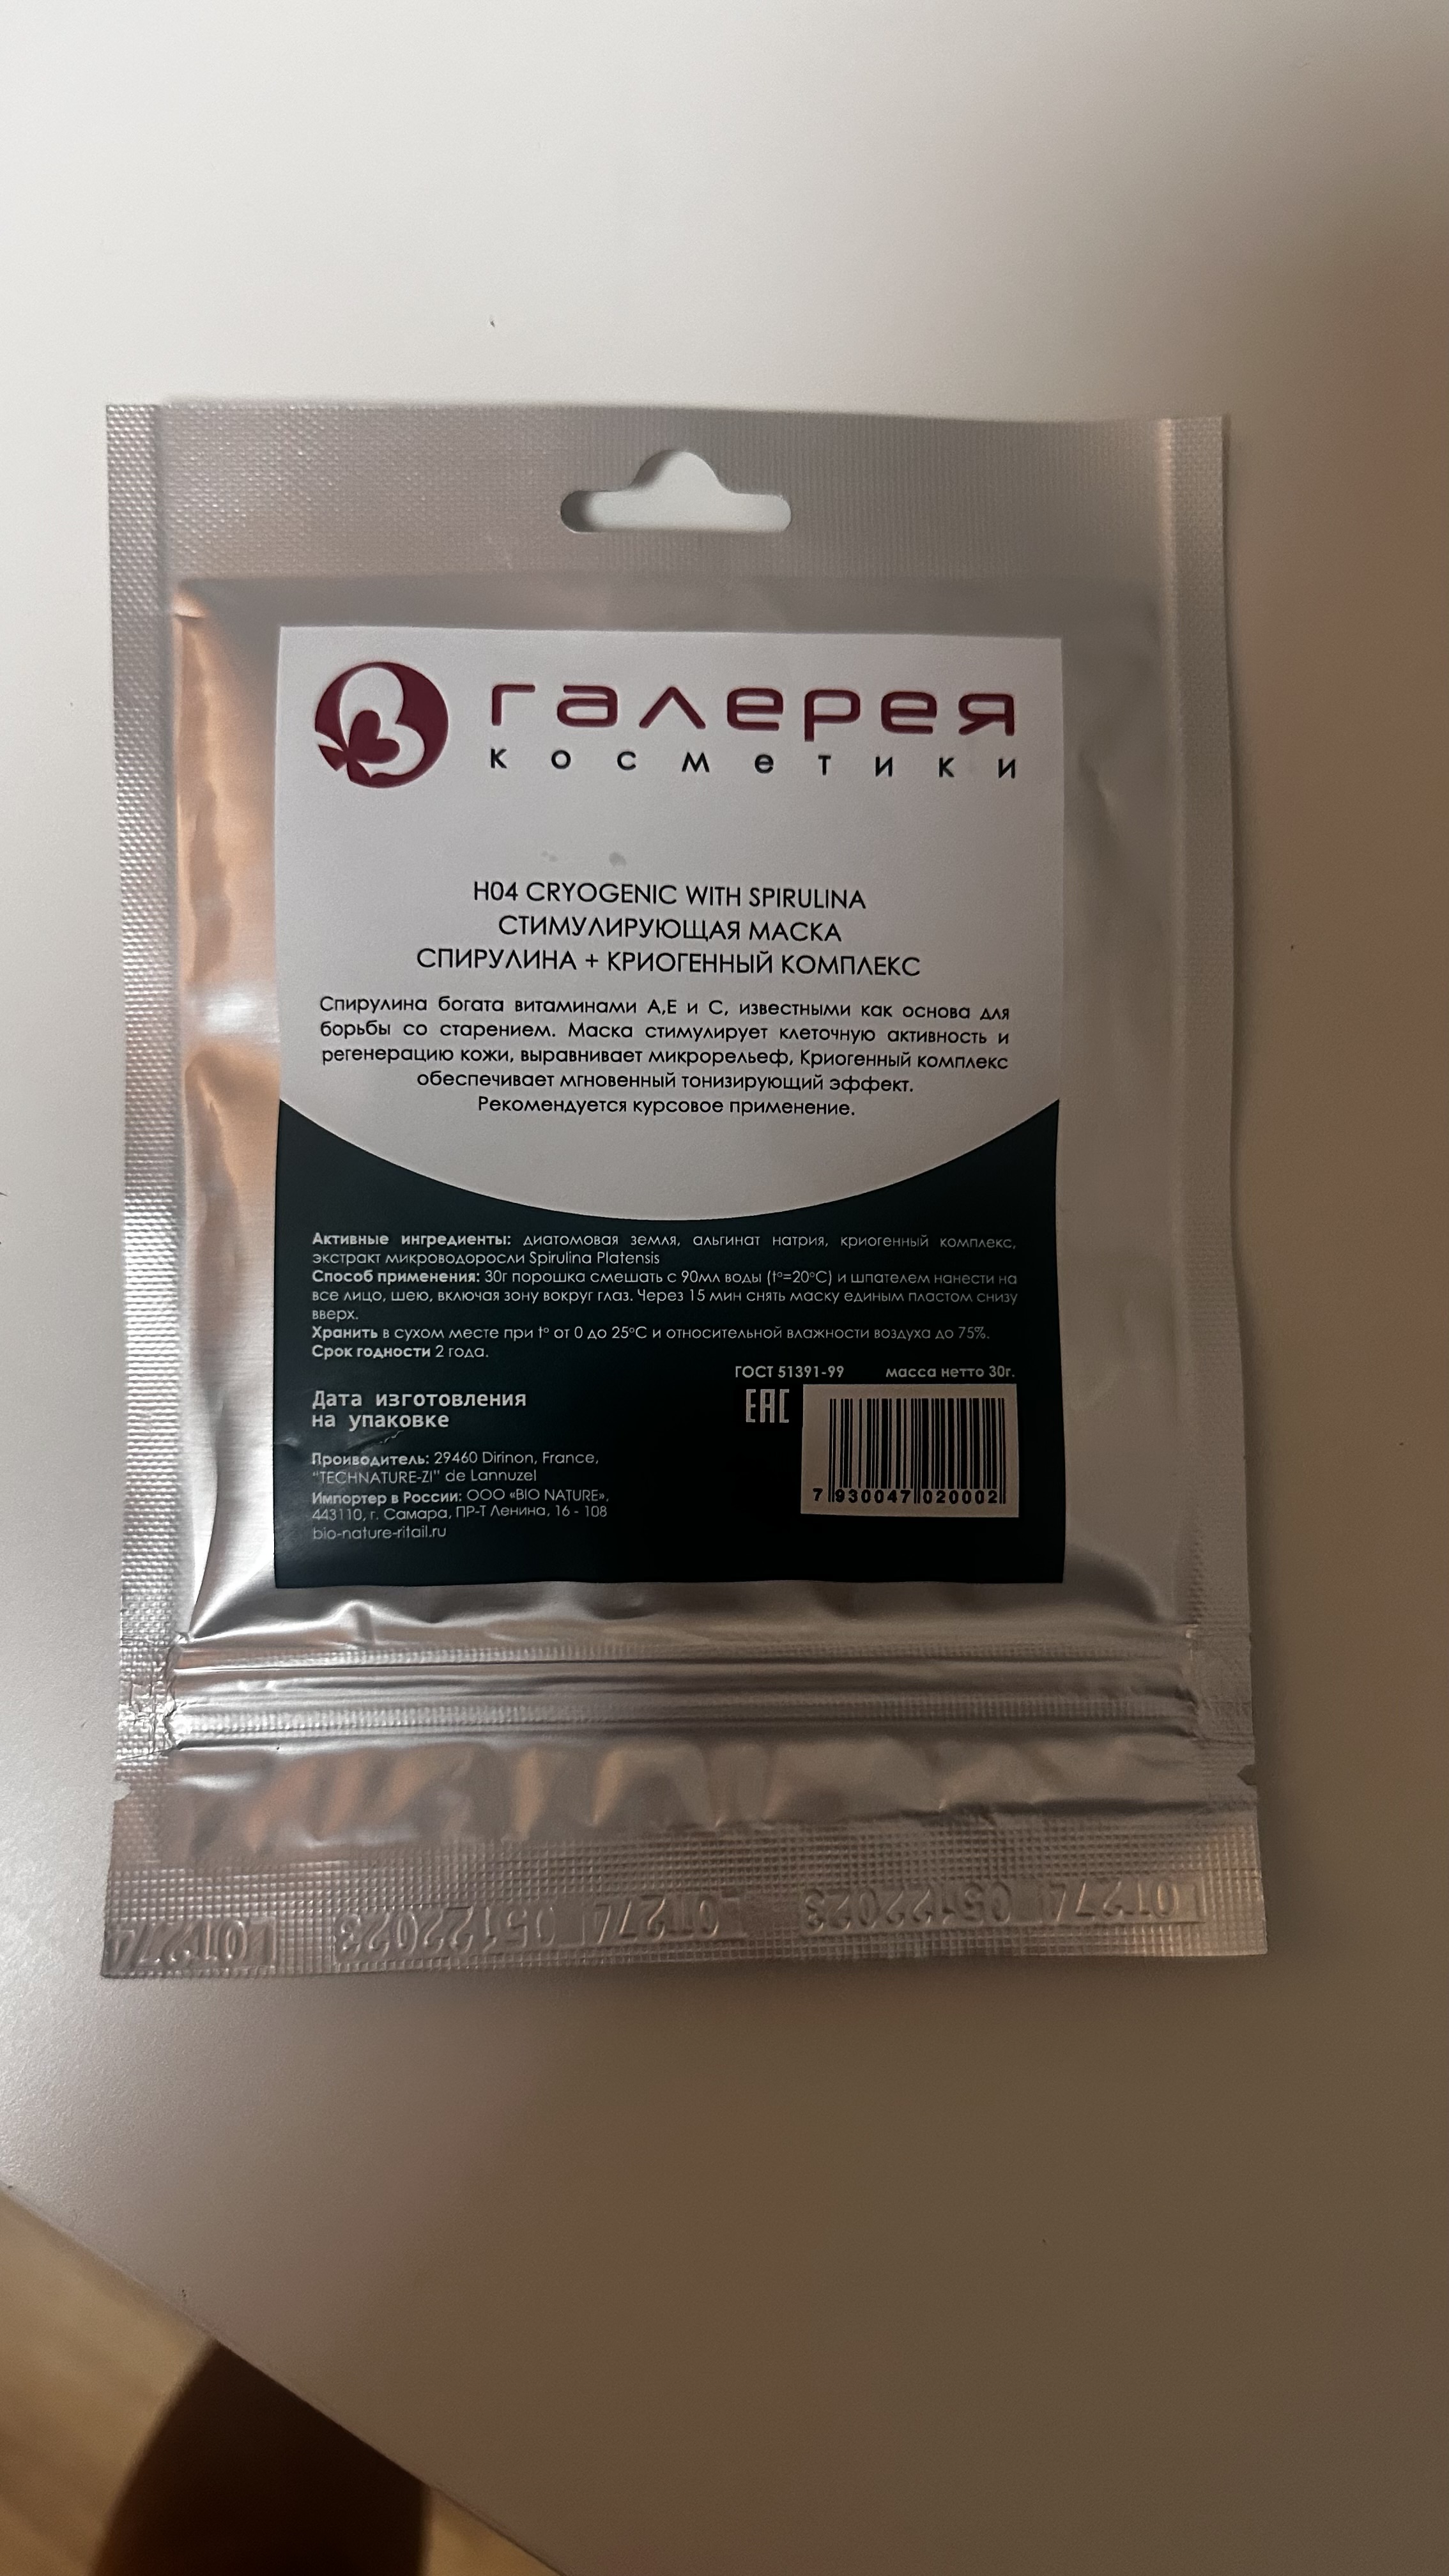 галерея
косметики
H04 CRYOGENIC WITH SPIRULINA
СТИМУЛИРУЮЩАЯ МАСКА
СПИРУЛИНА + КРИОГЕННЫЙ КОМПЛЕКС
Спирулина богата витаминами А,Е и С, известными как основа для
борьбы со старением. Маска стимулирует клеточную активность и
регенерацию кожи, выравнивает микрорельеф, Криогенный комплекс
обеспечивает мгновенный тонизирующий эффект.
Рекомендуется курсовое применение.
Активные ингредиенты: диатомовая земля, альгинат натрия, криогенный комплекс,
экстракт микроводоросли Spirulina Platensis
Способ применения: 30г порошка смешать с 90мл воды (t°=20°C) и шпателем нанести на
все лицо, шею, включая зону вокруг глаз. Через 15 мин снять маску единым пластом снизу
вверх.
Хранить в сухом месте при t° от 0 до 25°C и относительной влажности воздуха до 75%.
Срок годности 2 года.
ГОСТ 51391-99 масса нетто 30г.
Дата изготовления
на упаковке
EAC
Проиводитель: 29460 Dirinon, France,
"TECHNATURE-ZI" de Lannuzel
Импортер в России: ООО «BIO NATURE»,
443110, г. Самара, ПР-Т Ленина, 16 - 108
bio-nature-ritail.ru
7 930047 020002
LOT274 05122023 LOT274 05122023 LOT274